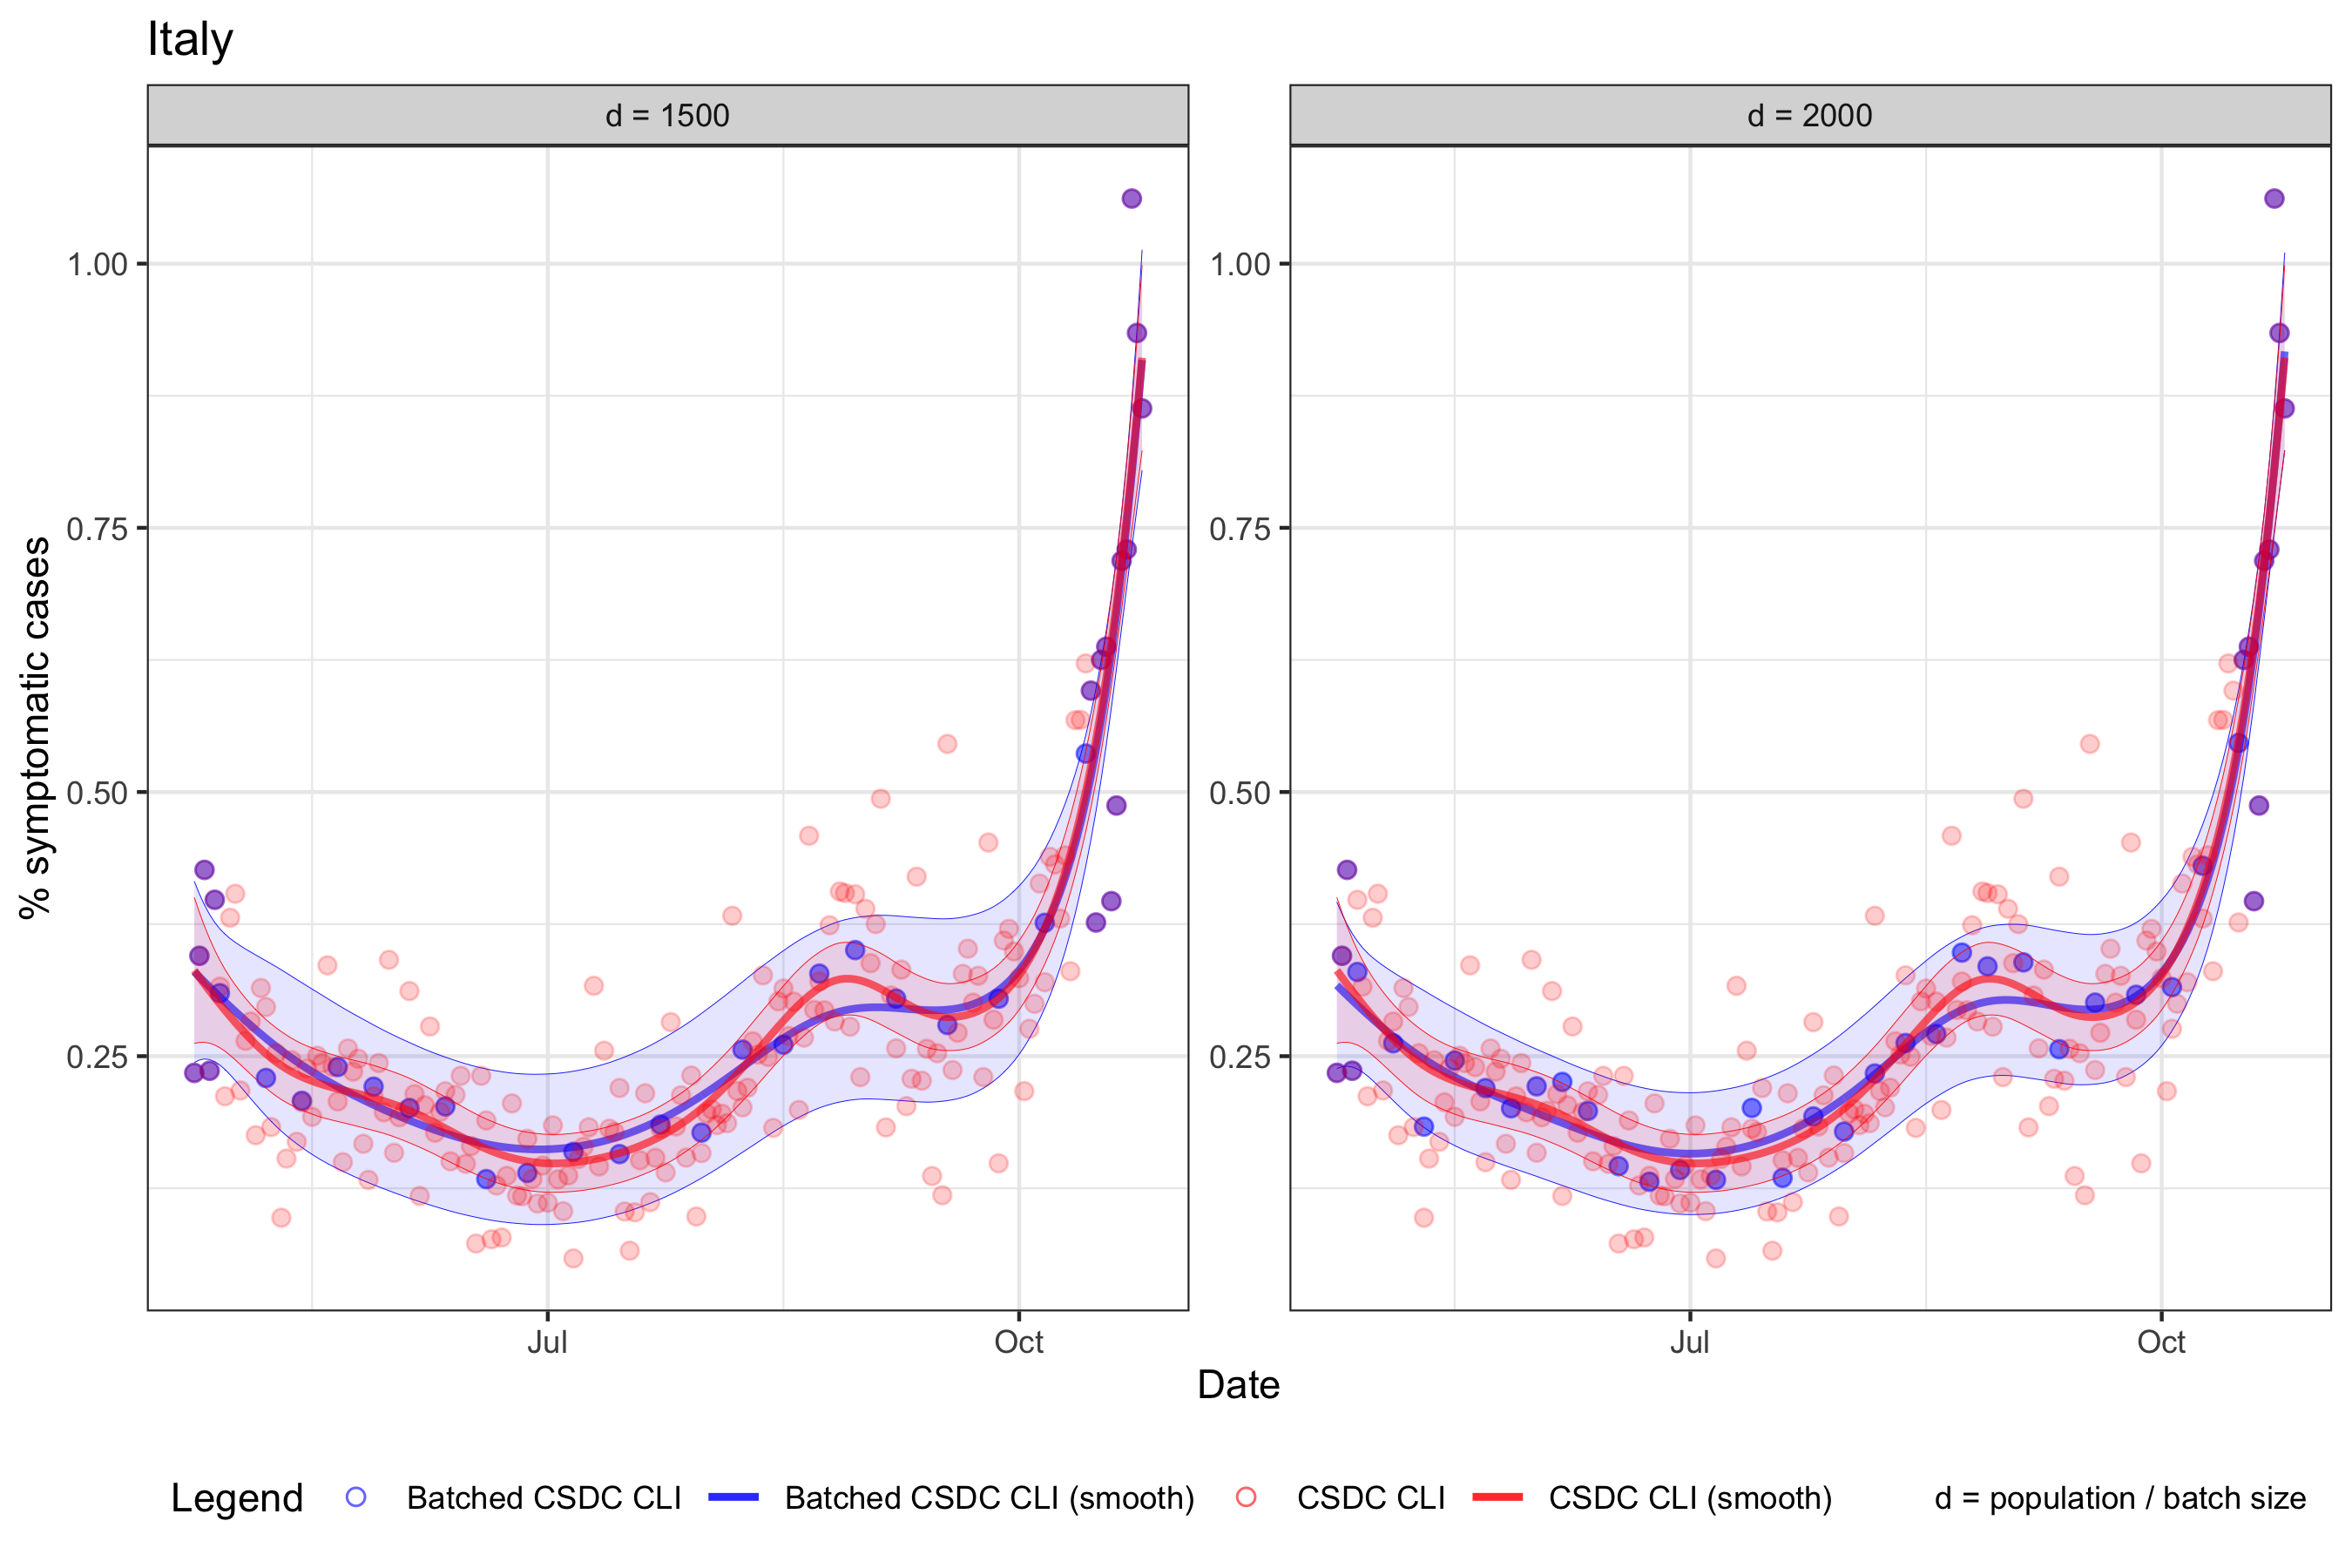 Italy
d = 1500
d = 2000
% symptomatic cases
1.00
0.75
0.50
0.25
1.00
0.75
0.50
0.25
Jul
Oct
Jul
Oct
Date
Legend
Batched CSDC CLI
Batched CSDC CLI (smooth)
CSDC CLI
CSDC CLI (smooth)
d = population / batch size